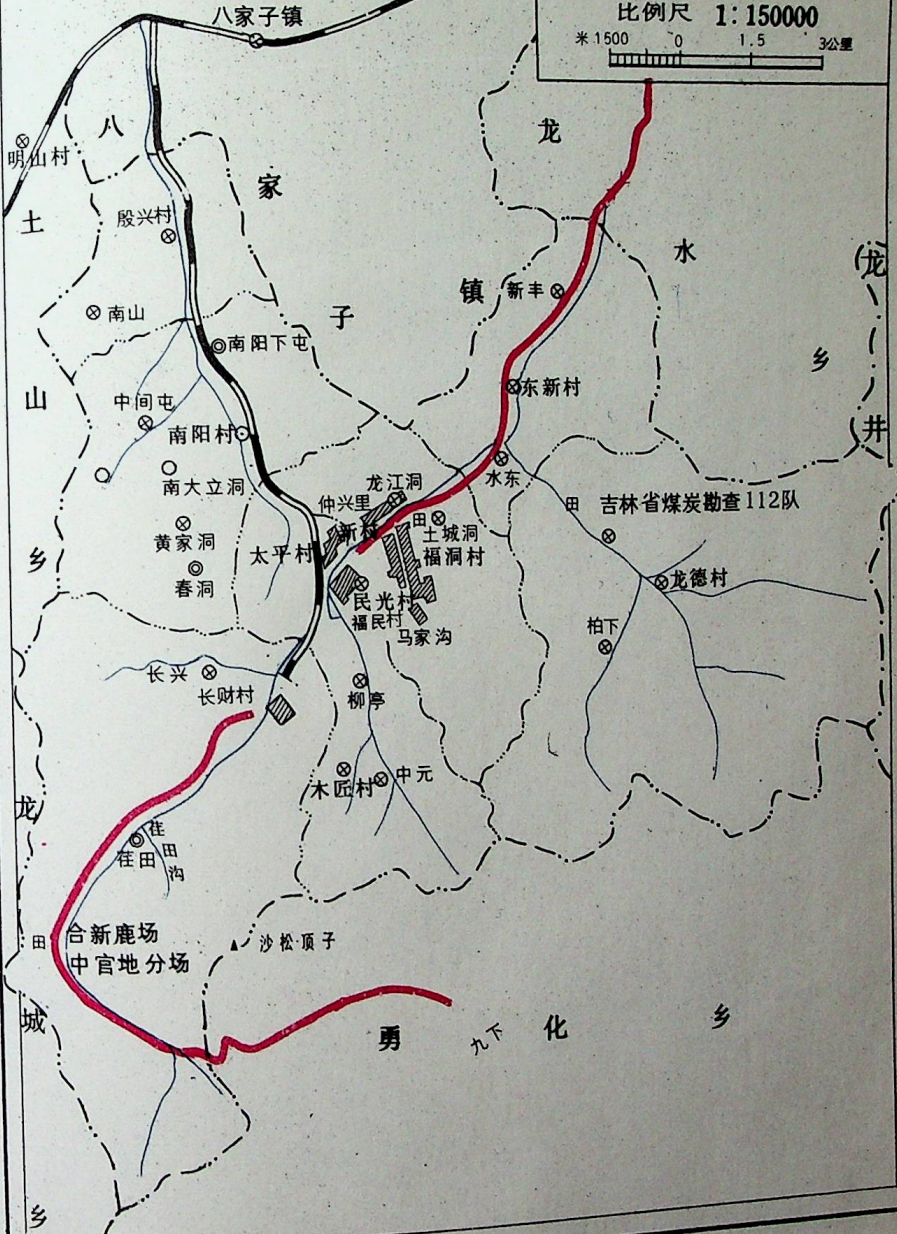 八家子镇
比例尺 1:150000
米1500 0 1.5 3公里
八
龙
明山村
家
殷兴村
土
水
(龙
镇
新丰
南山
子
南阳下屯
乡
东新村
山
中间屯
井
南阳村
水东
龙江洞
南大立洞
仲兴里
田
吉林省煤炭勘查112队
田
新村
土城洞
黄家洞
太平村
福洞村
乡
春洞
龙德村
民光村
福民村
柏下
马家沟
长兴
长财村
柳亭
中元
木匠村
龙
荏
田
沟
荏田
田
合新鹿场
中官地分场
沙松顶子
城
勇
九下
化
乡
乡